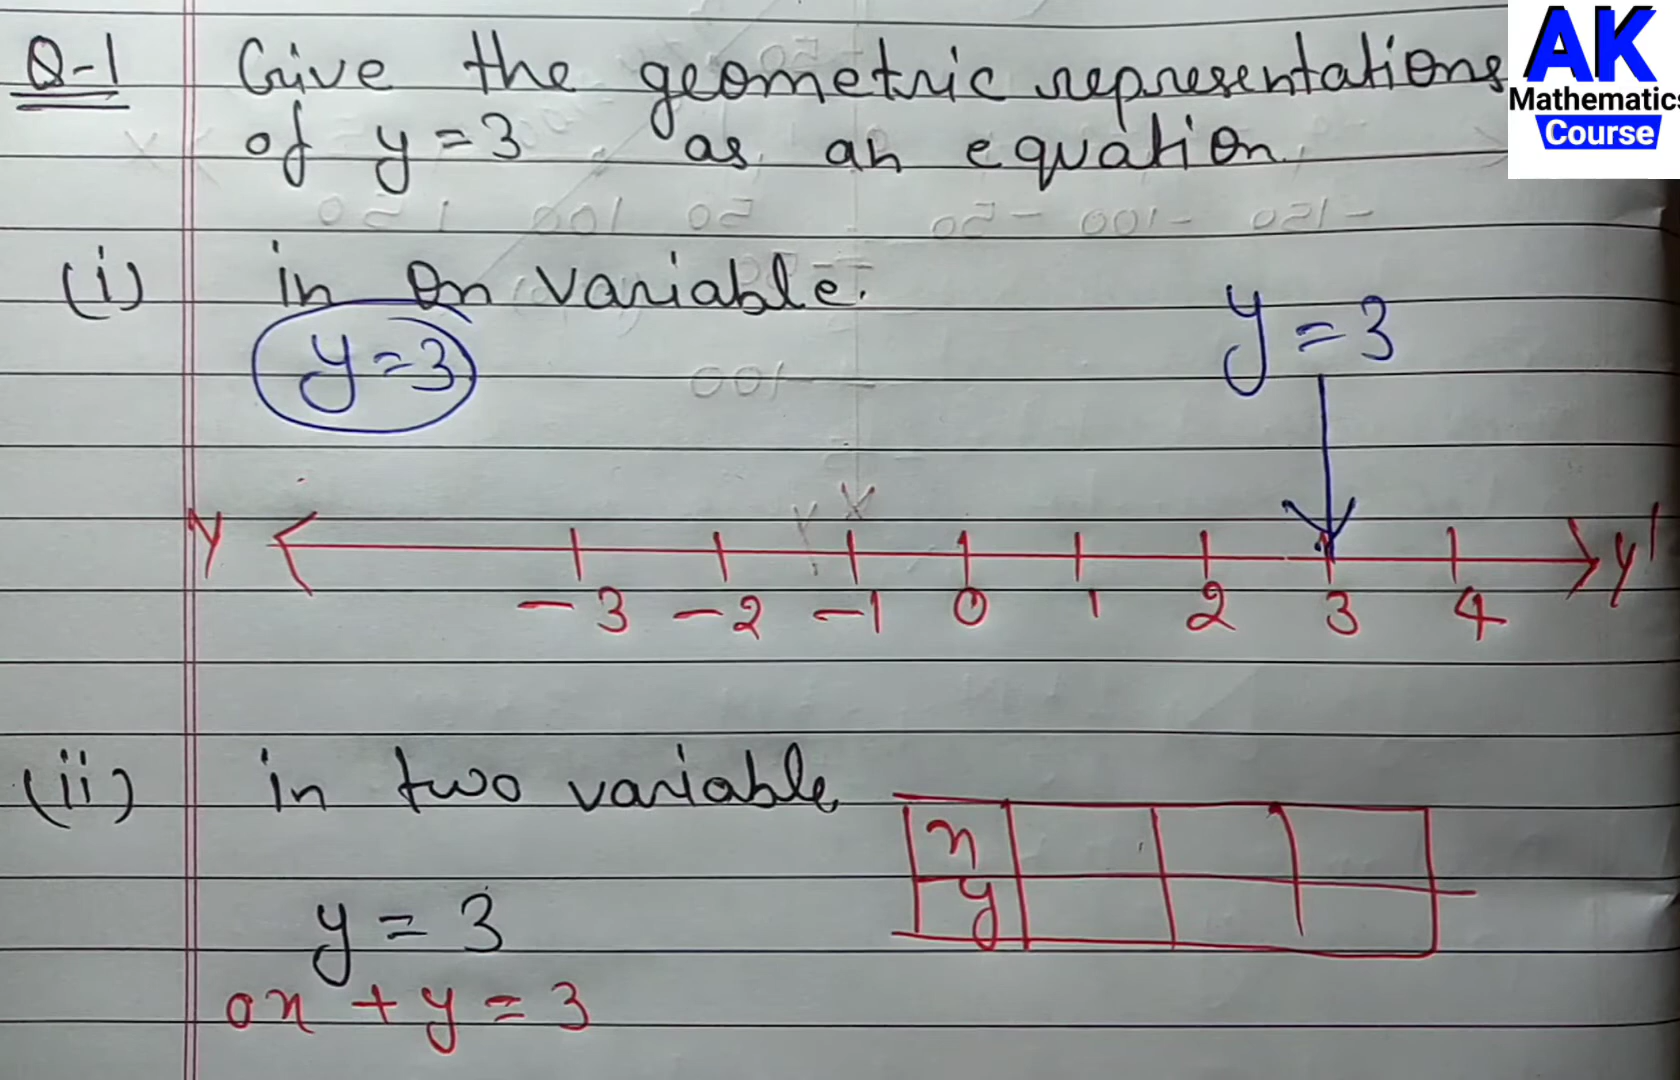 Q-1 Give the geometric representations
of y = 3 as an equation.
(i) in on variable.
y = 3
y = 3
y y'
-3 -2 -1 0 1 2 3 4
(ii) in two variable
x
y
y = 3
0x + y = 3
AK
Mathematics
Course